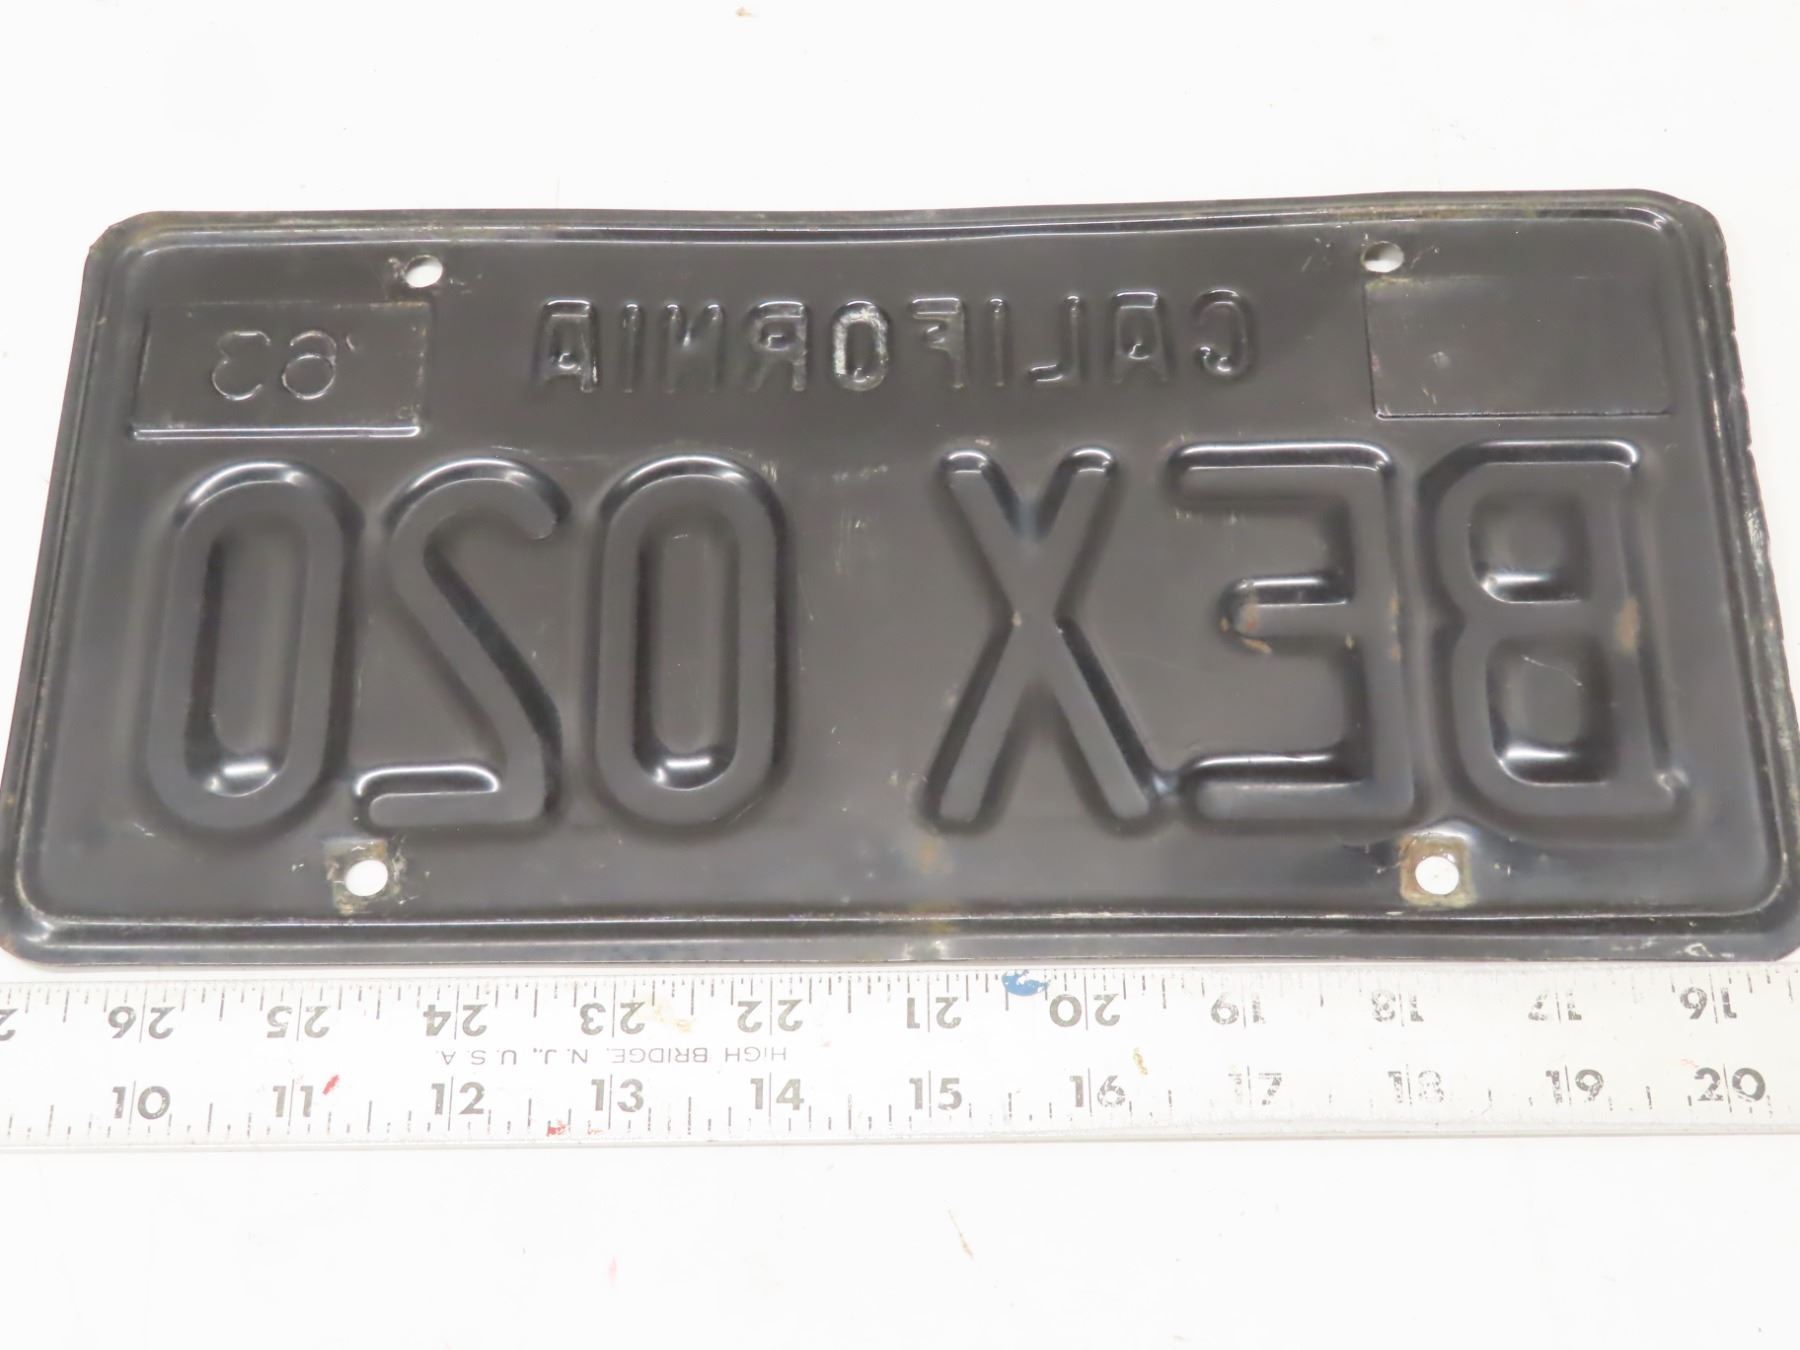 CALIFORNIA
63
BEX 020
16 17 18 19 20 21 22 23 24 25 26
HIGH BRIDGE, N.J., U.S.A.
10 11 12 13 14 15 16 17 18 19 20